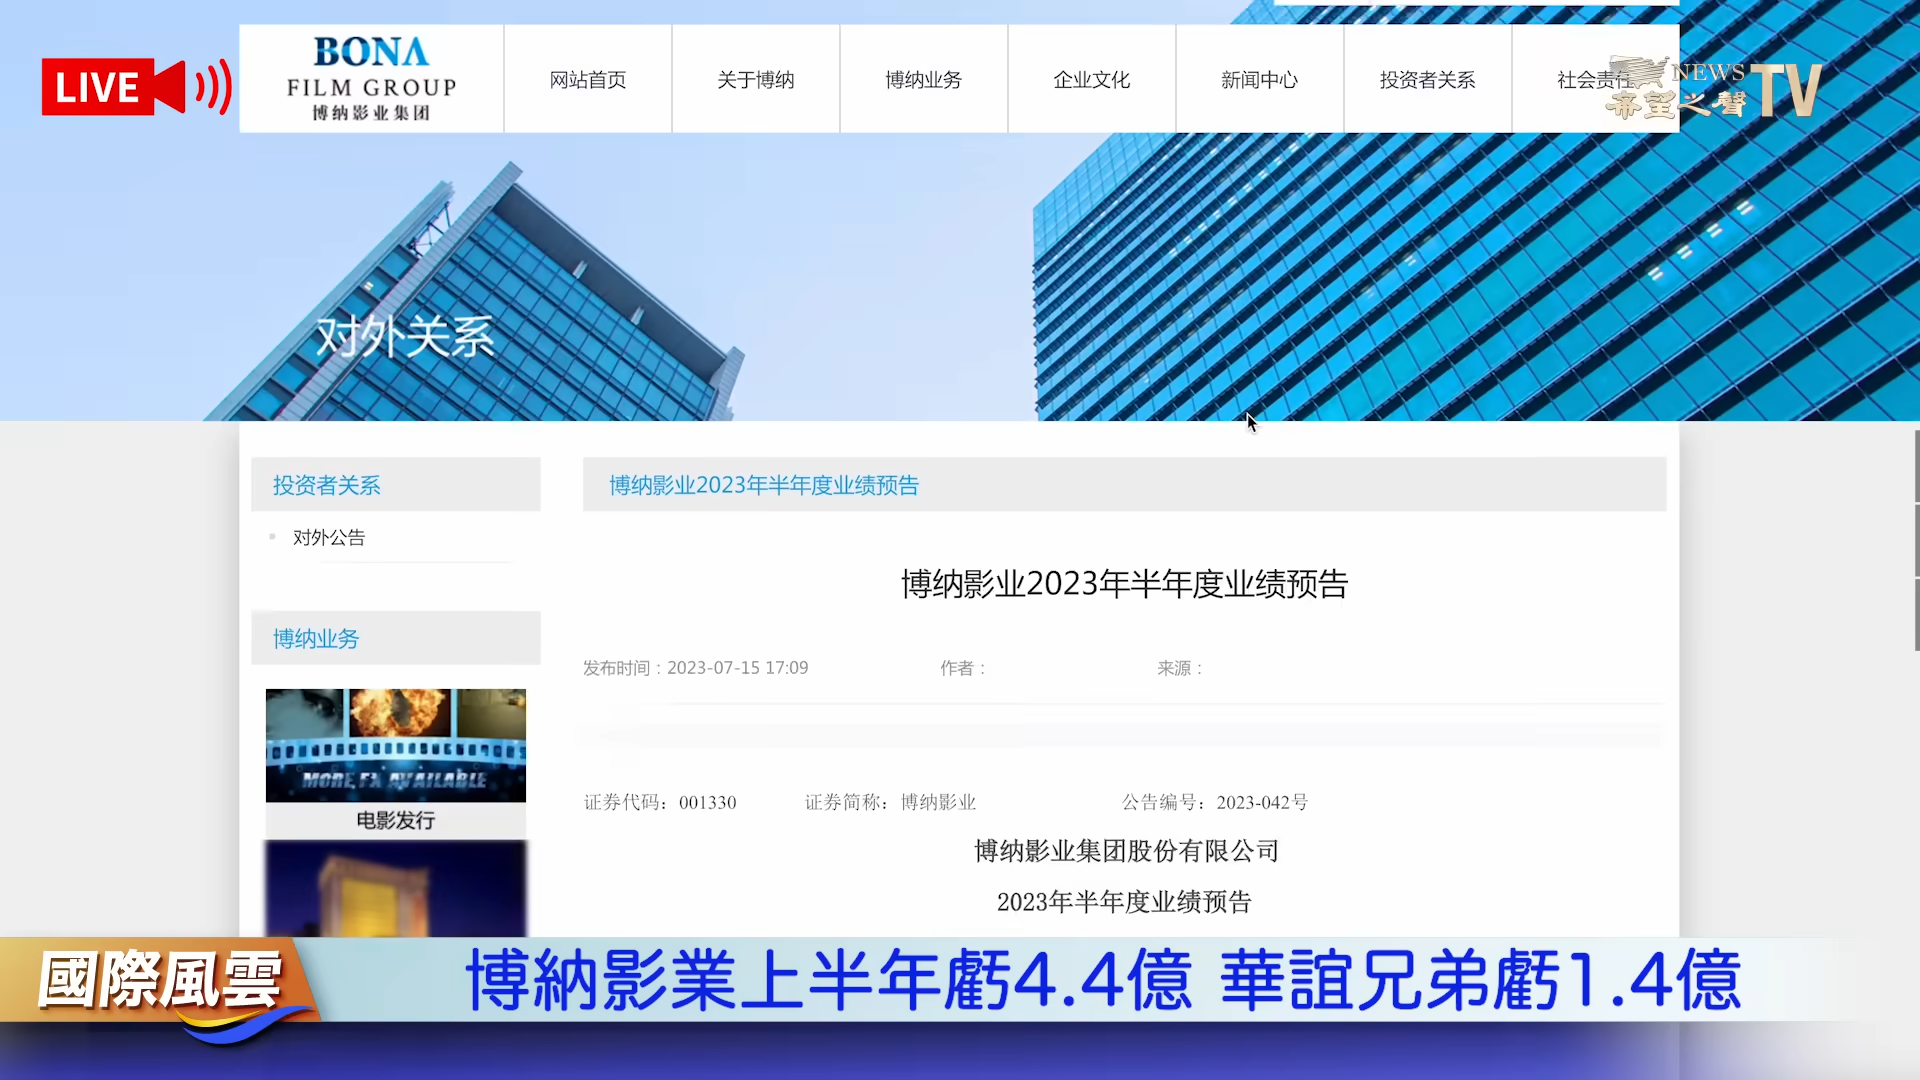 LIVE
BONA
FILM GROUP
博纳影业集团
网站首页
关于博纳
博纳业务
企业文化
新闻中心
投资者关系
社会责任
NEWS
希望之聲
TV
对外关系
投资者关系
对外公告
博纳业务
MORE FX AVAILABLE
电影发行
博纳影业2023年半年度业绩预告
博纳影业2023年半年度业绩预告
发布时间：2023-07-15 17:09 作者： 来源：
证券代码：001330 证券简称：博纳影业 公告编号：2023-042号
博纳影业集团股份有限公司
2023年半年度业绩预告
國際風雲
博納影業上半年虧4.4億 華誼兄弟虧1.4億